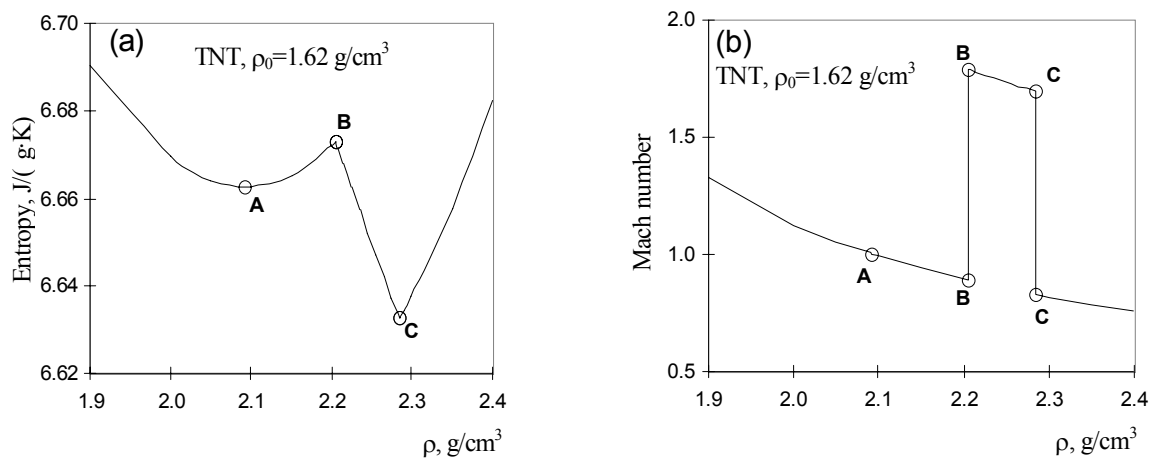 (a)
TNT, ρ₀=1.62 g/cm³
Entropy, J/( g·K)
6.70
6.68
6.66
6.64
6.62
A
B
C
1.9 2.0 2.1 2.2 2.3 2.4
ρ, g/cm³
(b)
TNT, ρ₀=1.62 g/cm³
Mach number
2.0
1.5
1.0
0.5
B
C
A
B
C
1.9 2.0 2.1 2.2 2.3 2.4
ρ, g/cm³